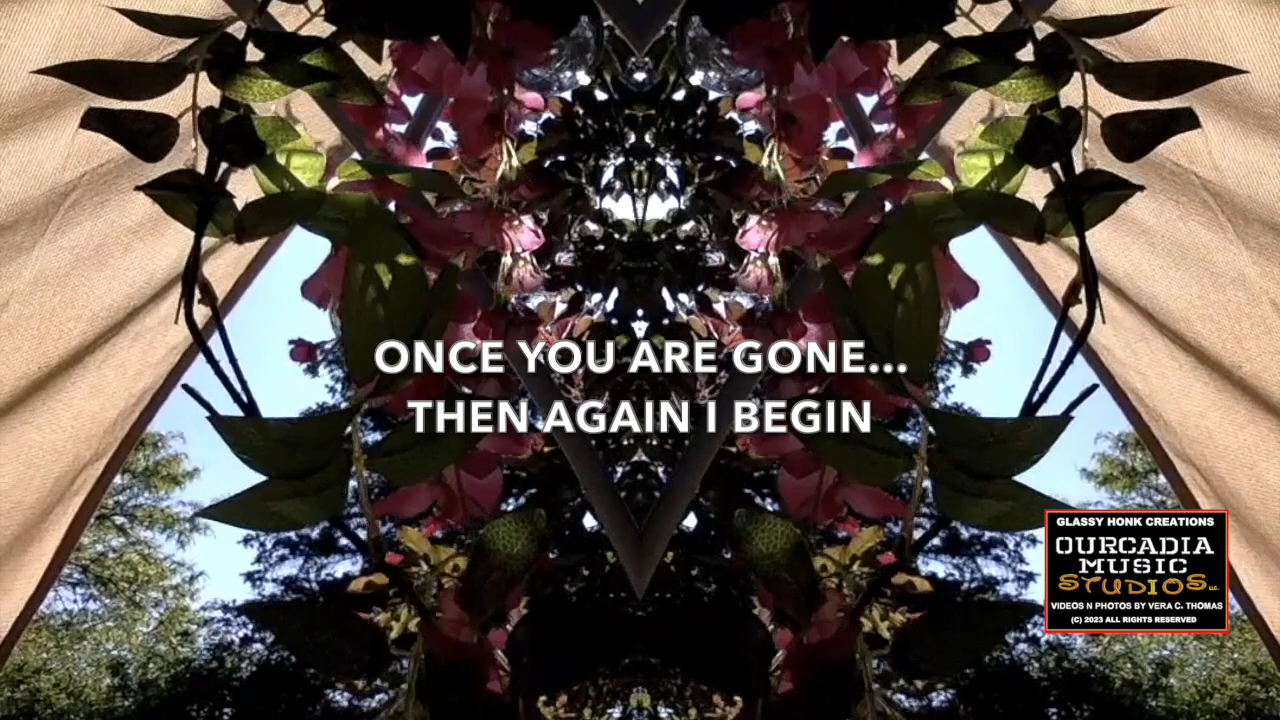 ONCE YOU ARE GONE...
THEN AGAIN I BEGIN
GLASSY HONK CREATIONS
OURCADIA
MUSIC
STUDIOS LLC.
VIDEOS N PHOTOS BY VERA C. THOMAS
(C) 2023 ALL RIGHTS RESERVED